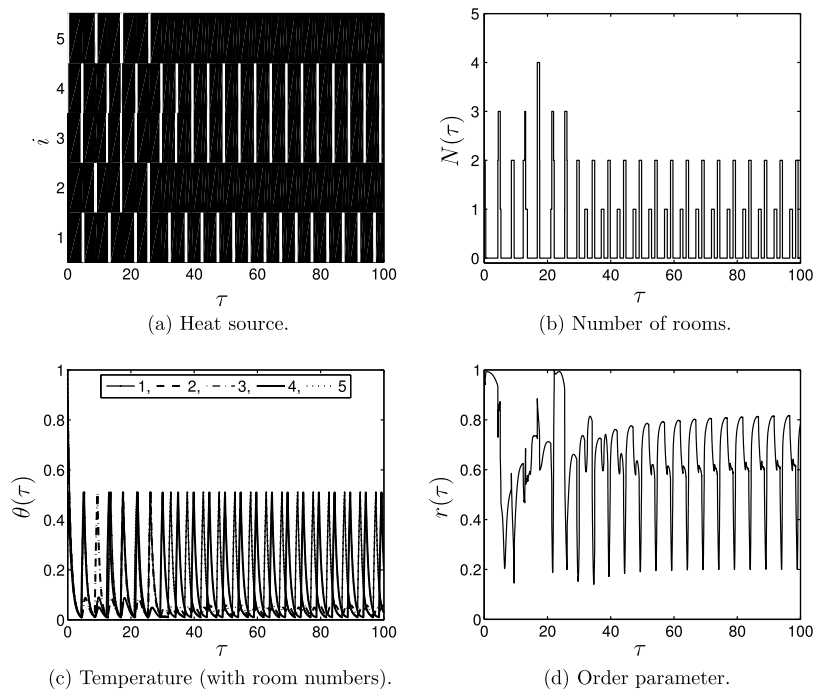 5
4
3
2
1
i
0 20 40 60 80 100
τ
(a) Heat source.
5
4
3
2
1
0
N(τ)
0 20 40 60 80 100
τ
(b) Number of rooms.
1
0.8
0.6
0.4
0.2
0
θ(τ)
1, 2, 3, 4, 5
0 20 40 60 80 100
τ
(c) Temperature (with room numbers).
1
0.8
0.6
0.4
0.2
0
r(τ)
0 20 40 60 80 100
τ
(d) Order parameter.